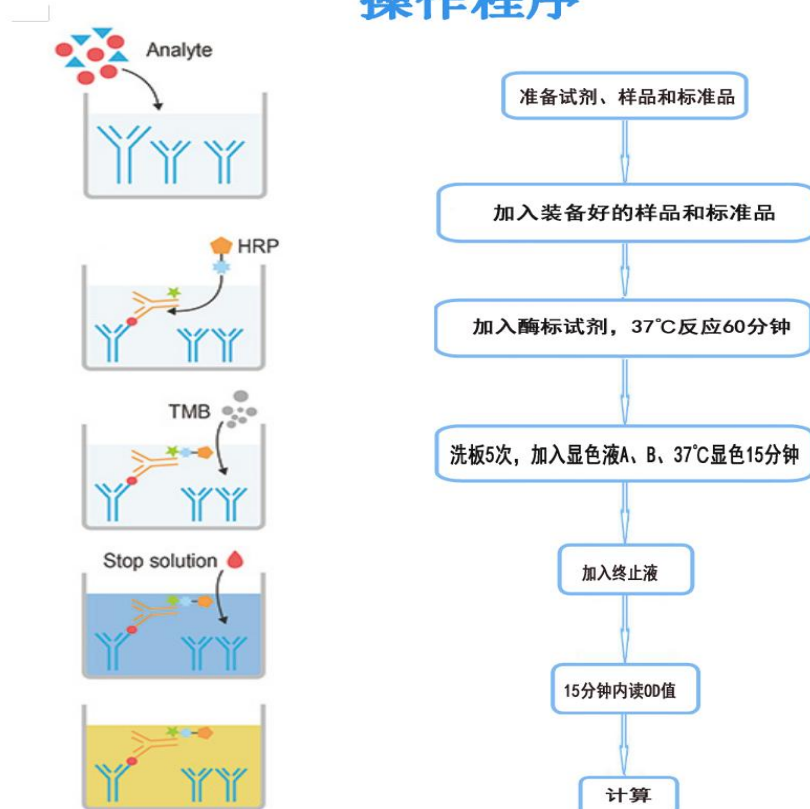 操作程序
Analyte
HRP
TMB
Stop solution
准备试剂、样品和标准品
加入装备好的样品和标准品
加入酶标试剂，37℃反应60分钟
洗板5次，加入显色液A、B、37℃显色15分钟
加入终止液
15分钟内读OD值
计算